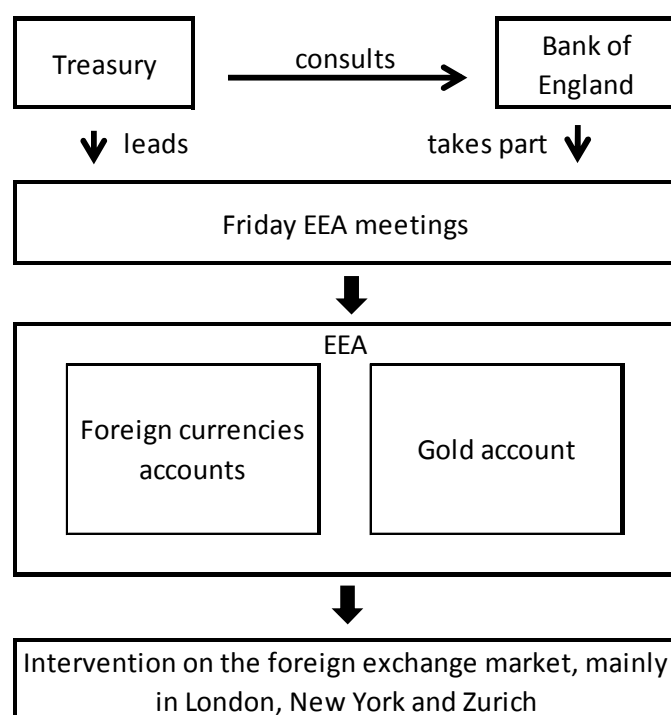 Treasury
consults
Bank of
England
leads
takes part
Friday EEA meetings
EEA
Foreign currencies
accounts
Gold account
Intervention on the foreign exchange market, mainly
in London, New York and Zurich